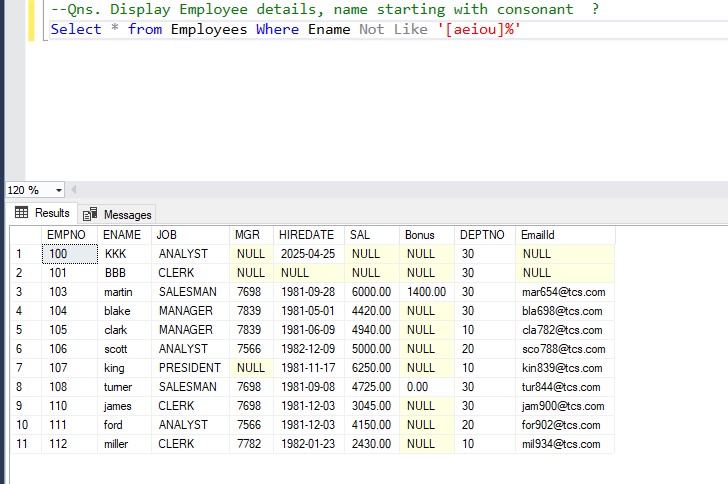 --Qns. Display Employee details, name starting with consonant ?
Select * from Employees Where Ename Not Like '[aeiou]%'
120 %
Results Messages
EMPNO ENAME JOB MGR HIREDATE SAL Bonus DEPTNO EmailId
1 100 KKK ANALYST NULL 2025-04-25 NULL NULL 30 NULL
2 101 BBB CLERK NULL NULL NULL NULL 30 NULL
3 103 martin SALESMAN 7698 1981-09-28 6000.00 1400.00 30 mar654@tcs.com
4 104 blake MANAGER 7839 1981-05-01 4420.00 NULL 30 bla698@tcs.com
5 105 clark MANAGER 7839 1981-06-09 4940.00 NULL 10 cla782@tcs.com
6 106 scott ANALYST 7566 1982-12-09 5000.00 NULL 20 sco788@tcs.com
7 107 king PRESIDENT NULL 1981-11-17 6250.00 NULL 10 kin839@tcs.com
8 108 turner SALESMAN 7698 1981-09-08 4725.00 0.00 30 tur844@tcs.com
9 110 james CLERK 7698 1981-12-03 3045.00 NULL 30 jam900@tcs.com
10 111 ford ANALYST 7566 1981-12-03 4150.00 NULL 20 for902@tcs.com
11 112 miller CLERK 7782 1982-01-23 2430.00 NULL 10 mil934@tcs.com